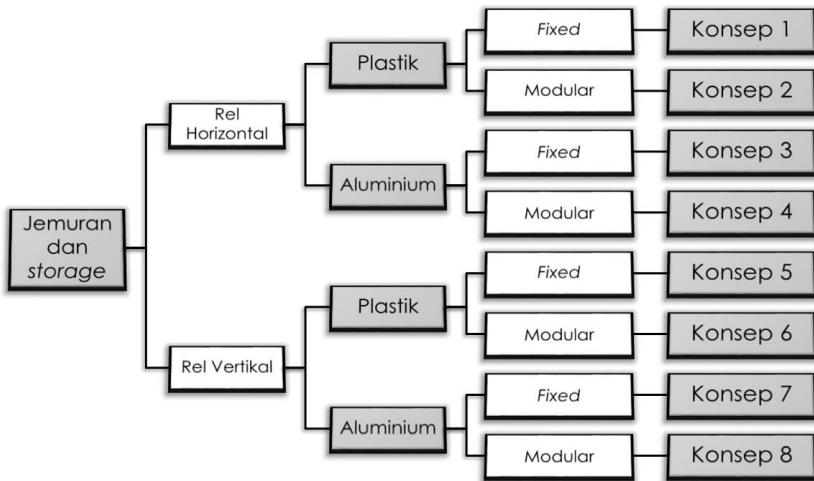 Jemuran
dan
storage
Rel
Horizontal
Plastik
Fixed
Konsep 1
Modular
Konsep 2
Aluminium
Fixed
Konsep 3
Modular
Konsep 4
Rel Vertikal
Plastik
Fixed
Konsep 5
Modular
Konsep 6
Aluminium
Fixed
Konsep 7
Modular
Konsep 8